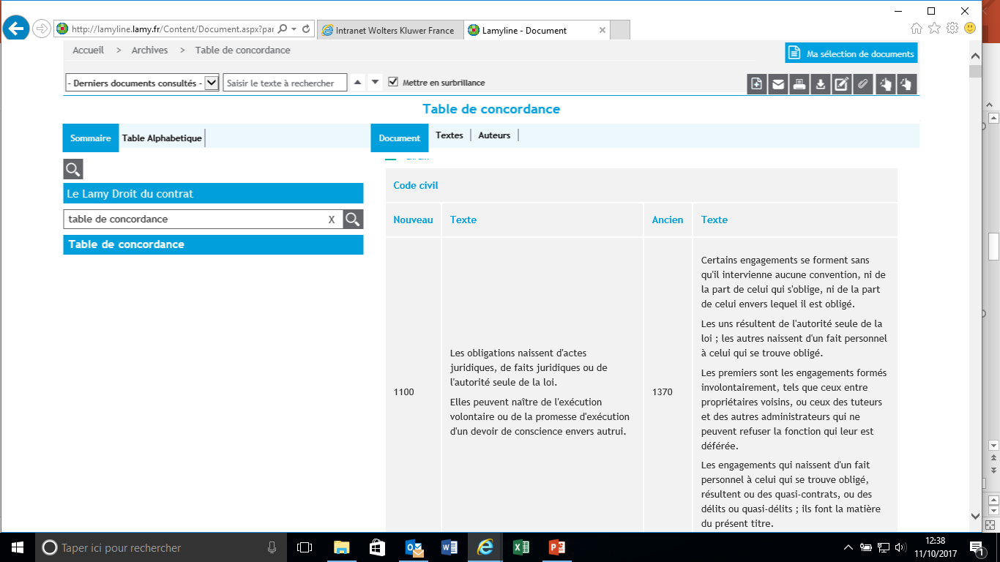 http://lamyline.lamy.fr/Content/Document.aspx?par
Intranet Wolters Kluwer France
Lamyline - Document
Accueil > Archives > Table de concordance
Ma sélection de documents
- Derniers documents consultés -
Saisir le texte à rechercher
Mettre en surbrillance
Table de concordance
Sommaire
Table Alphabetique
Document
Textes
Auteurs
Le Lamy Droit du contrat
table de concordance
X
Table de concordance
Code civil
Nouveau
Texte
Ancien
Texte
1100
Les obligations naissent d'actes
juridiques, de faits juridiques ou de
l'autorité seule de la loi.
Elles peuvent naître de l'exécution
volontaire ou de la promesse d'exécution
d'un devoir de conscience envers autrui.
1370
Certains engagements se forment sans
qu'il intervienne aucune convention, ni de
la part de celui qui s'oblige, ni de la part
de celui envers lequel il est obligé.
Les uns résultent de l'autorité seule de la
loi ; les autres naissent d'un fait personnel
à celui qui se trouve obligé.
Les premiers sont les engagements formés
involontairement, tels que ceux entre
propriétaires voisins, ou ceux des tuteurs
et des autres administrateurs qui ne
peuvent refuser la fonction qui leur est
déférée.
Les engagements qui naissent d'un fait
personnel à celui qui se trouve obligé,
résultent ou des quasi-contrats, ou des
délits ou quasi-délits ; ils font la matière
du présent titre.
Taper ici pour rechercher
12:38
11/10/2017
1